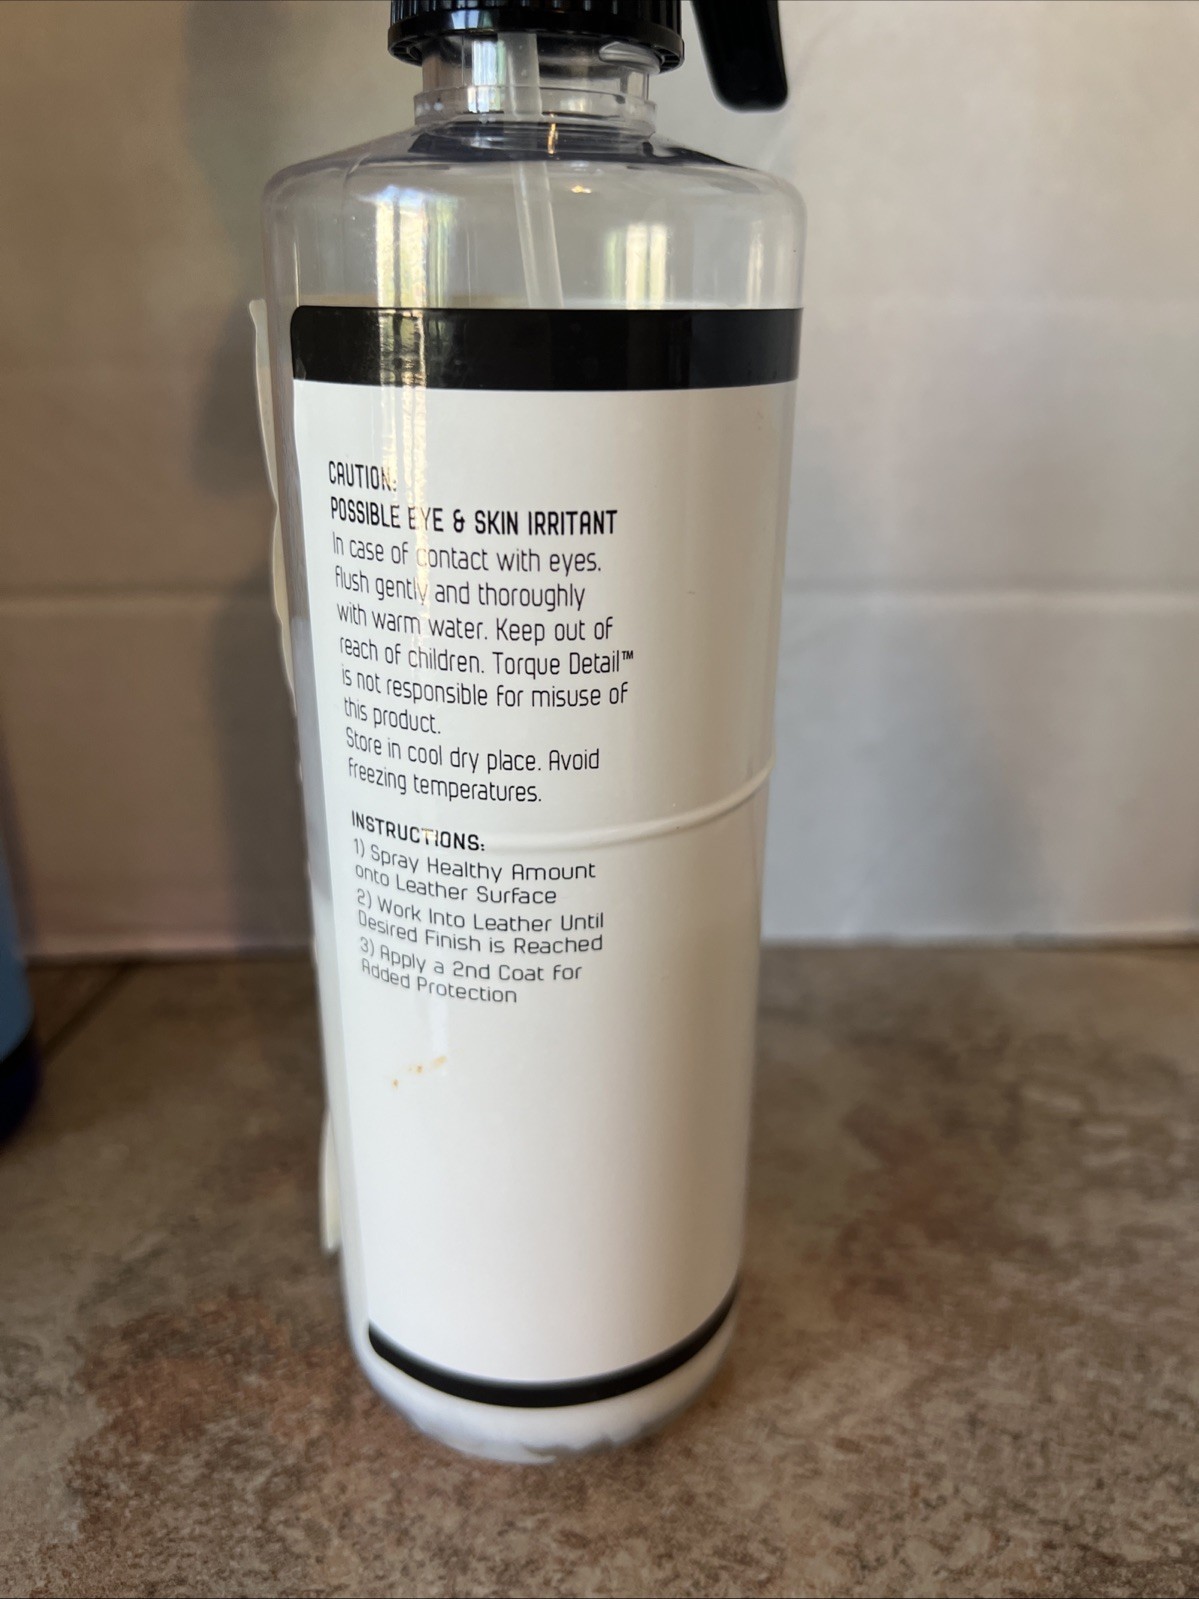 CAUTION:
POSSIBLE EYE & SKIN IRRITANT
In case of contact with eyes.
flush gently and thoroughly
with warm water. Keep out of
reach of children. Torque Detail™
is not responsible for misuse of
this product.
Store in cool dry place. Avoid
freezing temperatures.
INSTRUCTIONS:
1) Spray Healthy Amount
onto Leather Surface
2) Work Into Leather Until
Desired Finish is Reached
3) Apply a 2nd Coat for
Added Protection